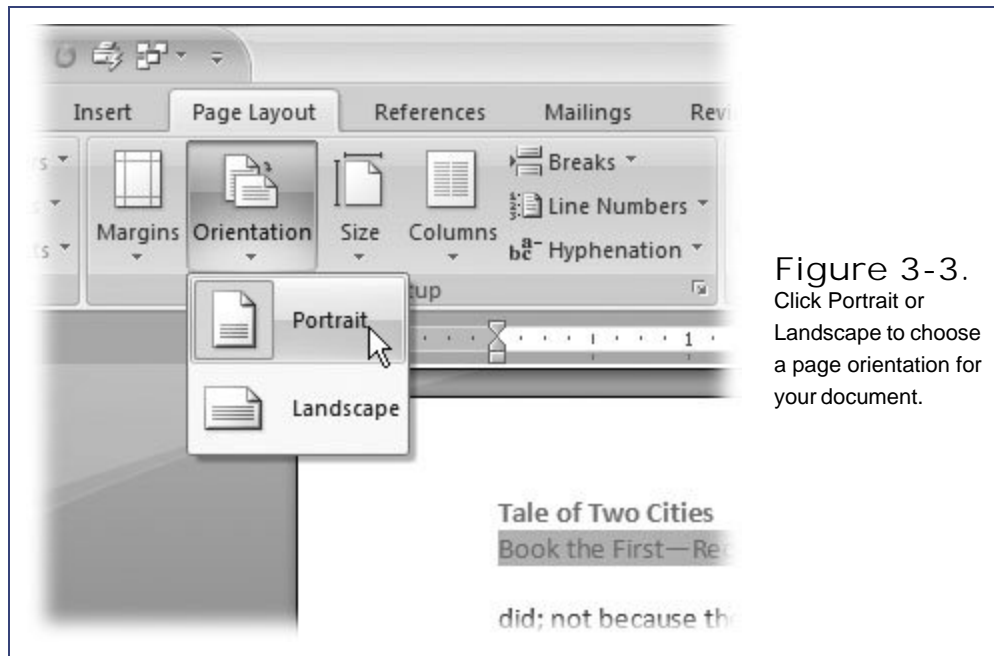 Insert Page Layout References Mailings
Breaks
Line Numbers
Margins Orientation Size Columns
Hyphenation
Portrait
1
Landscape
Tale of Two Cities
Book the First—
did; not because
Figure 3-3.
Click Portrait or
Landscape to choose
a page orientation for
your document.